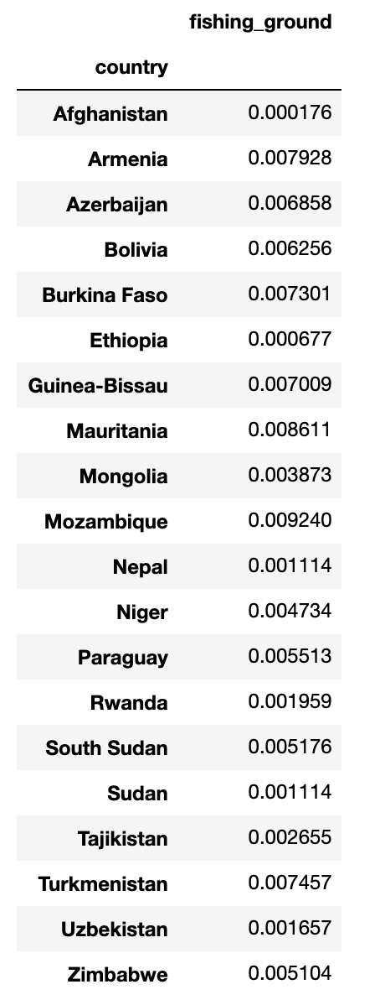 fishing_ground
country
Afghanistan 0.000176
Armenia 0.007928
Azerbaijan 0.006858
Bolivia 0.006256
Burkina Faso 0.007301
Ethiopia 0.000677
Guinea-Bissau 0.007009
Mauritania 0.008611
Mongolia 0.003873
Mozambique 0.009240
Nepal 0.001114
Niger 0.004734
Paraguay 0.005513
Rwanda 0.001959
South Sudan 0.005176
Sudan 0.001114
Tajikistan 0.002655
Turkmenistan 0.007457
Uzbekistan 0.001657
Zimbabwe 0.005104